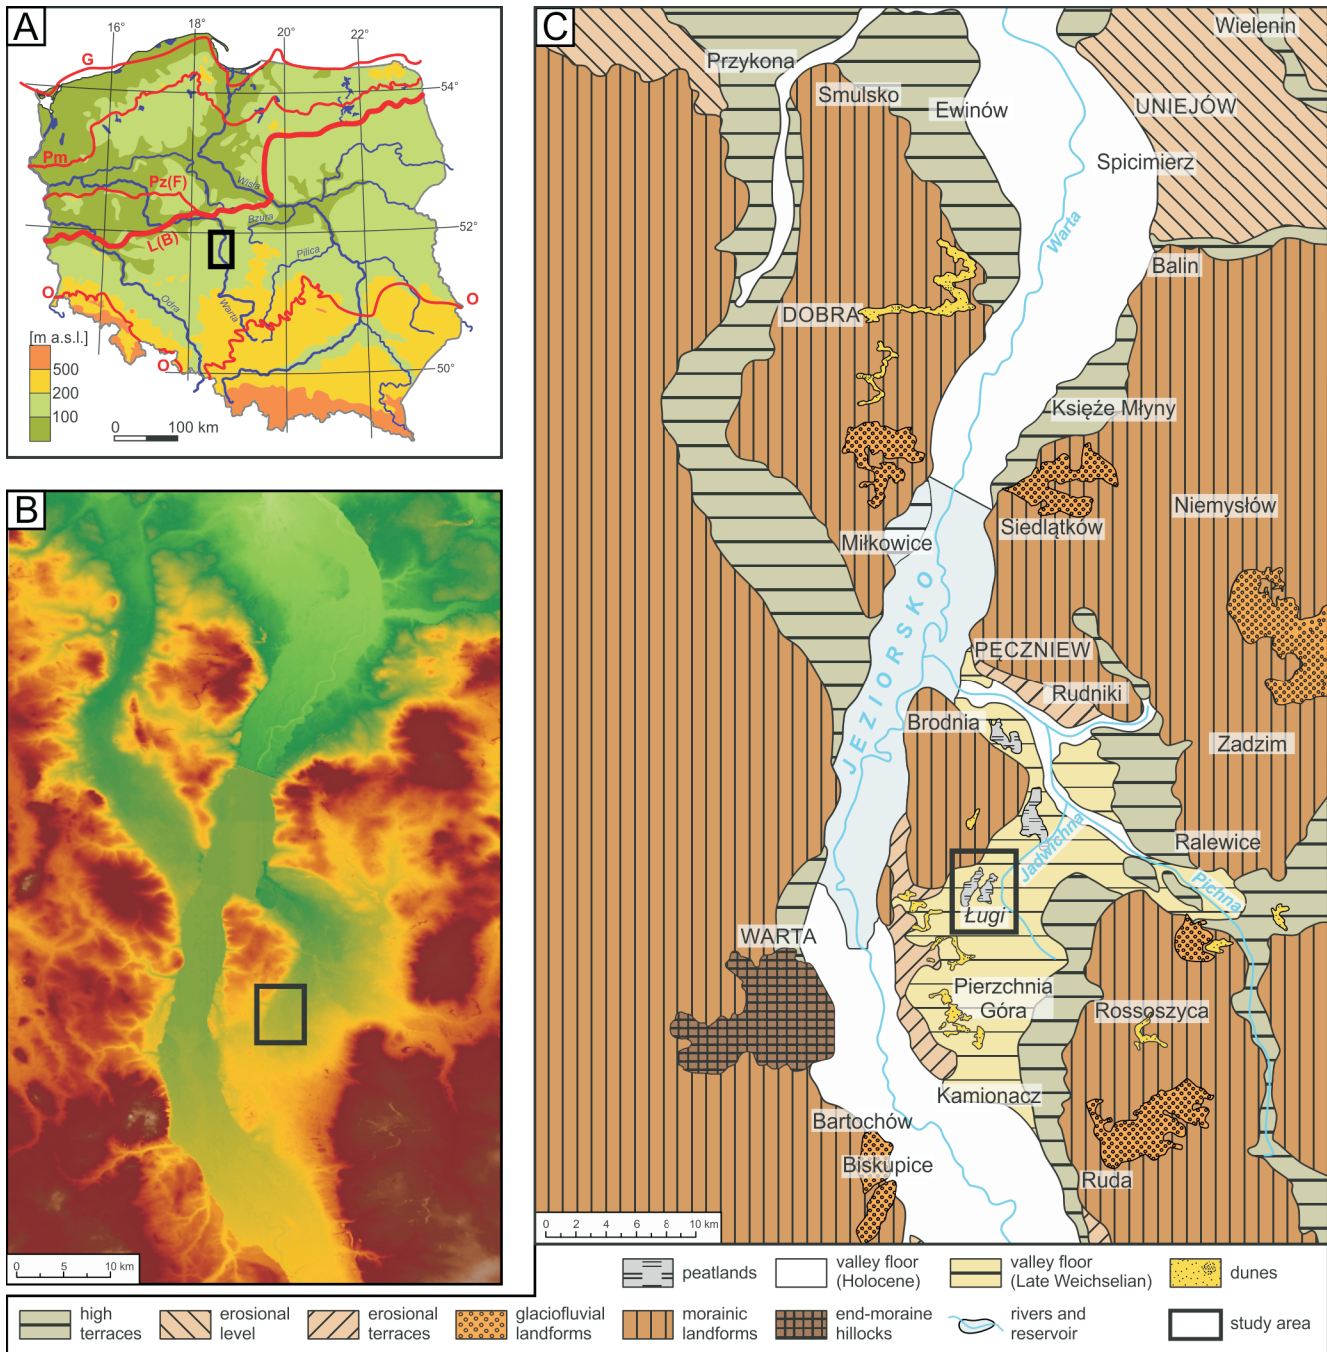 A
16°
18°
20°
22°
G
54°
Pm
Pz(F)
Wisła
Bzura
52°
L(B)
Pilica
O
Odra
Warta
O
[m a.s.l.]
500
200
100
O
50°
0 100 km
B
0 5 10 km
C
Wielenin
Przykona
Smulsko
Ewinów
UNIEJÓW
Spicimierz
Warta
Balin
DOBRA
Księże Młyny
Niemysłów
Siedlątków
Miłkowice
JEZIORSKO
PĘCZNIEW
Rudniki
Brodnia
Zadzim
Jadwichna
Ralewice
Pichna
Ługi
WARTA
Pierzchnia
Góra
Rossoszyca
Kamionacz
Bartochów
Biskupice
Ruda
0 2 4 6 8 10 km
peatlands
valley floor
(Holocene)
valley floor
(Late Weichselian)
dunes
high
terraces
erosional
level
erosional
terraces
glaciofluvial
landforms
morainic
landforms
end-moraine
hillocks
rivers and
reservoir
study area